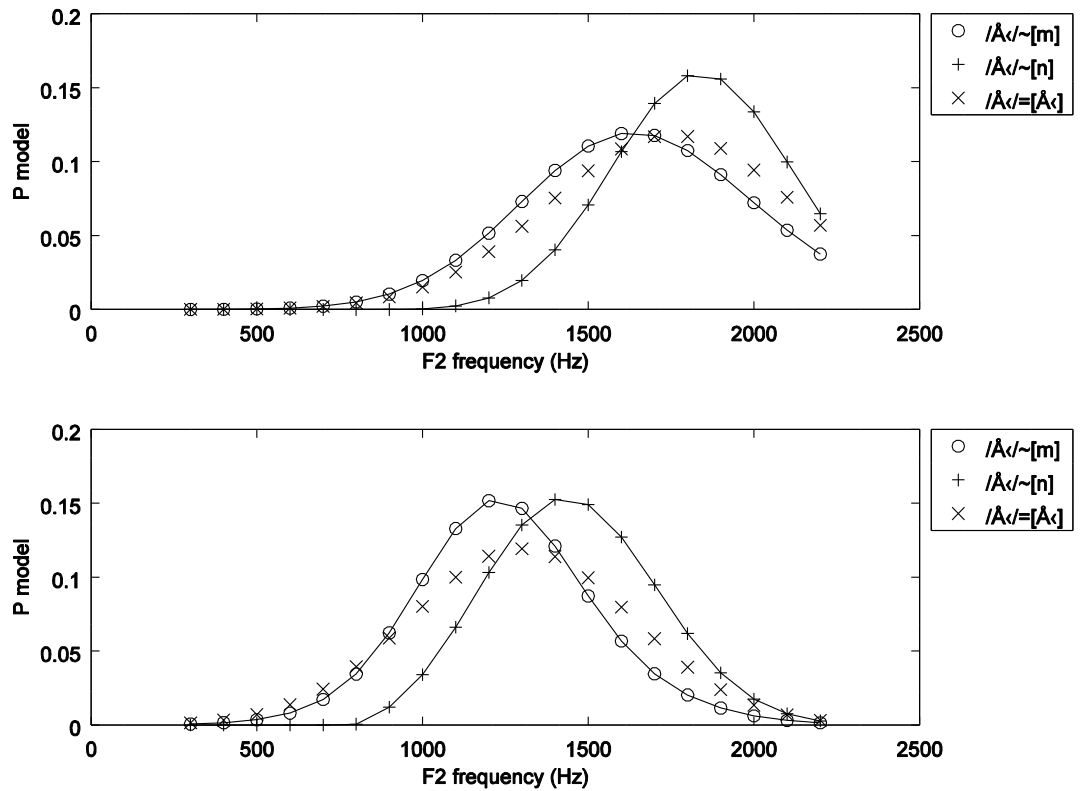 0.2
0.15
0.1
0.05
0
P model
0 500 1000 1500 2000 2500
F2 frequency (Hz)
/Å‹/~[m]
/Å‹/~[n]
/Å‹/=[Å‹]
0.2
0.15
0.1
0.05
0
P model
0 500 1000 1500 2000 2500
F2 frequency (Hz)
/Å‹/~[m]
/Å‹/~[n]
/Å‹/=[Å‹]